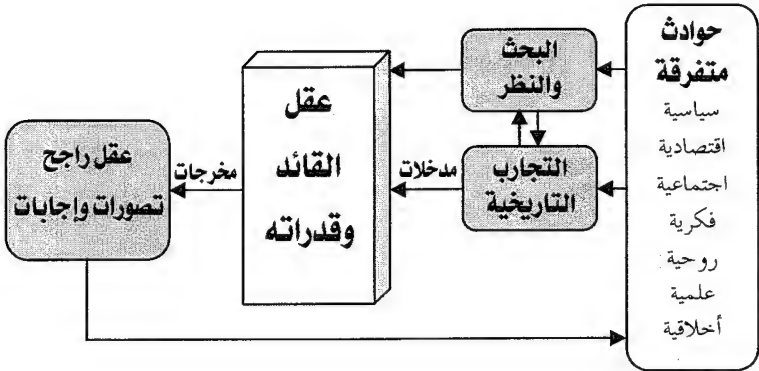 حوادث
متفرقة
سياسية
اقتصادية
اجتماعية
فكرية
روحية
علمية
أخلاقية
البحث
والنظر
التجارب
التاريخية
مدخلات
عقل
القائد
وقدراته
مخرجات
عقل راجح
تصورات وإجابات